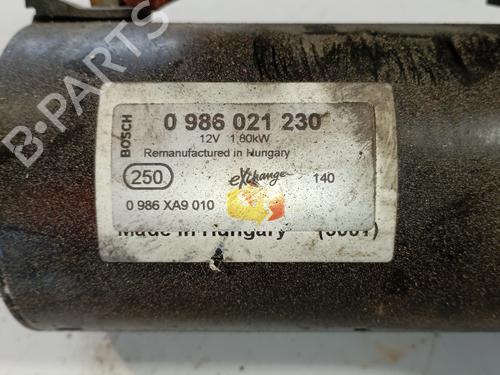 BOSCH
0 986 021 230
12V 1,80kW
Remanufactured in Hungary
250
eXchange
140
0 986 XA9 010
Made in Hungary
B-PARTS